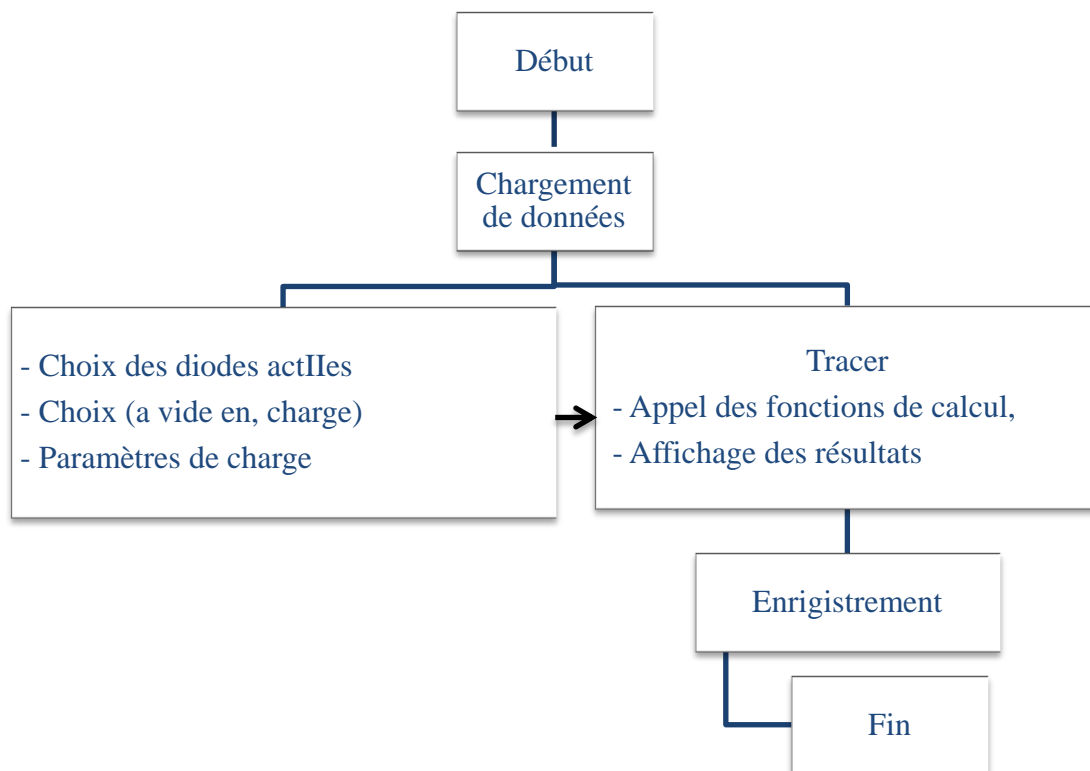 Début
Chargement
de données
- Choix des diodes actIIes
- Choix (a vide en, charge)
- Paramètres de charge
Tracer
- Appel des fonctions de calcul,
- Affichage des résultats
Enrigistrement
Fin